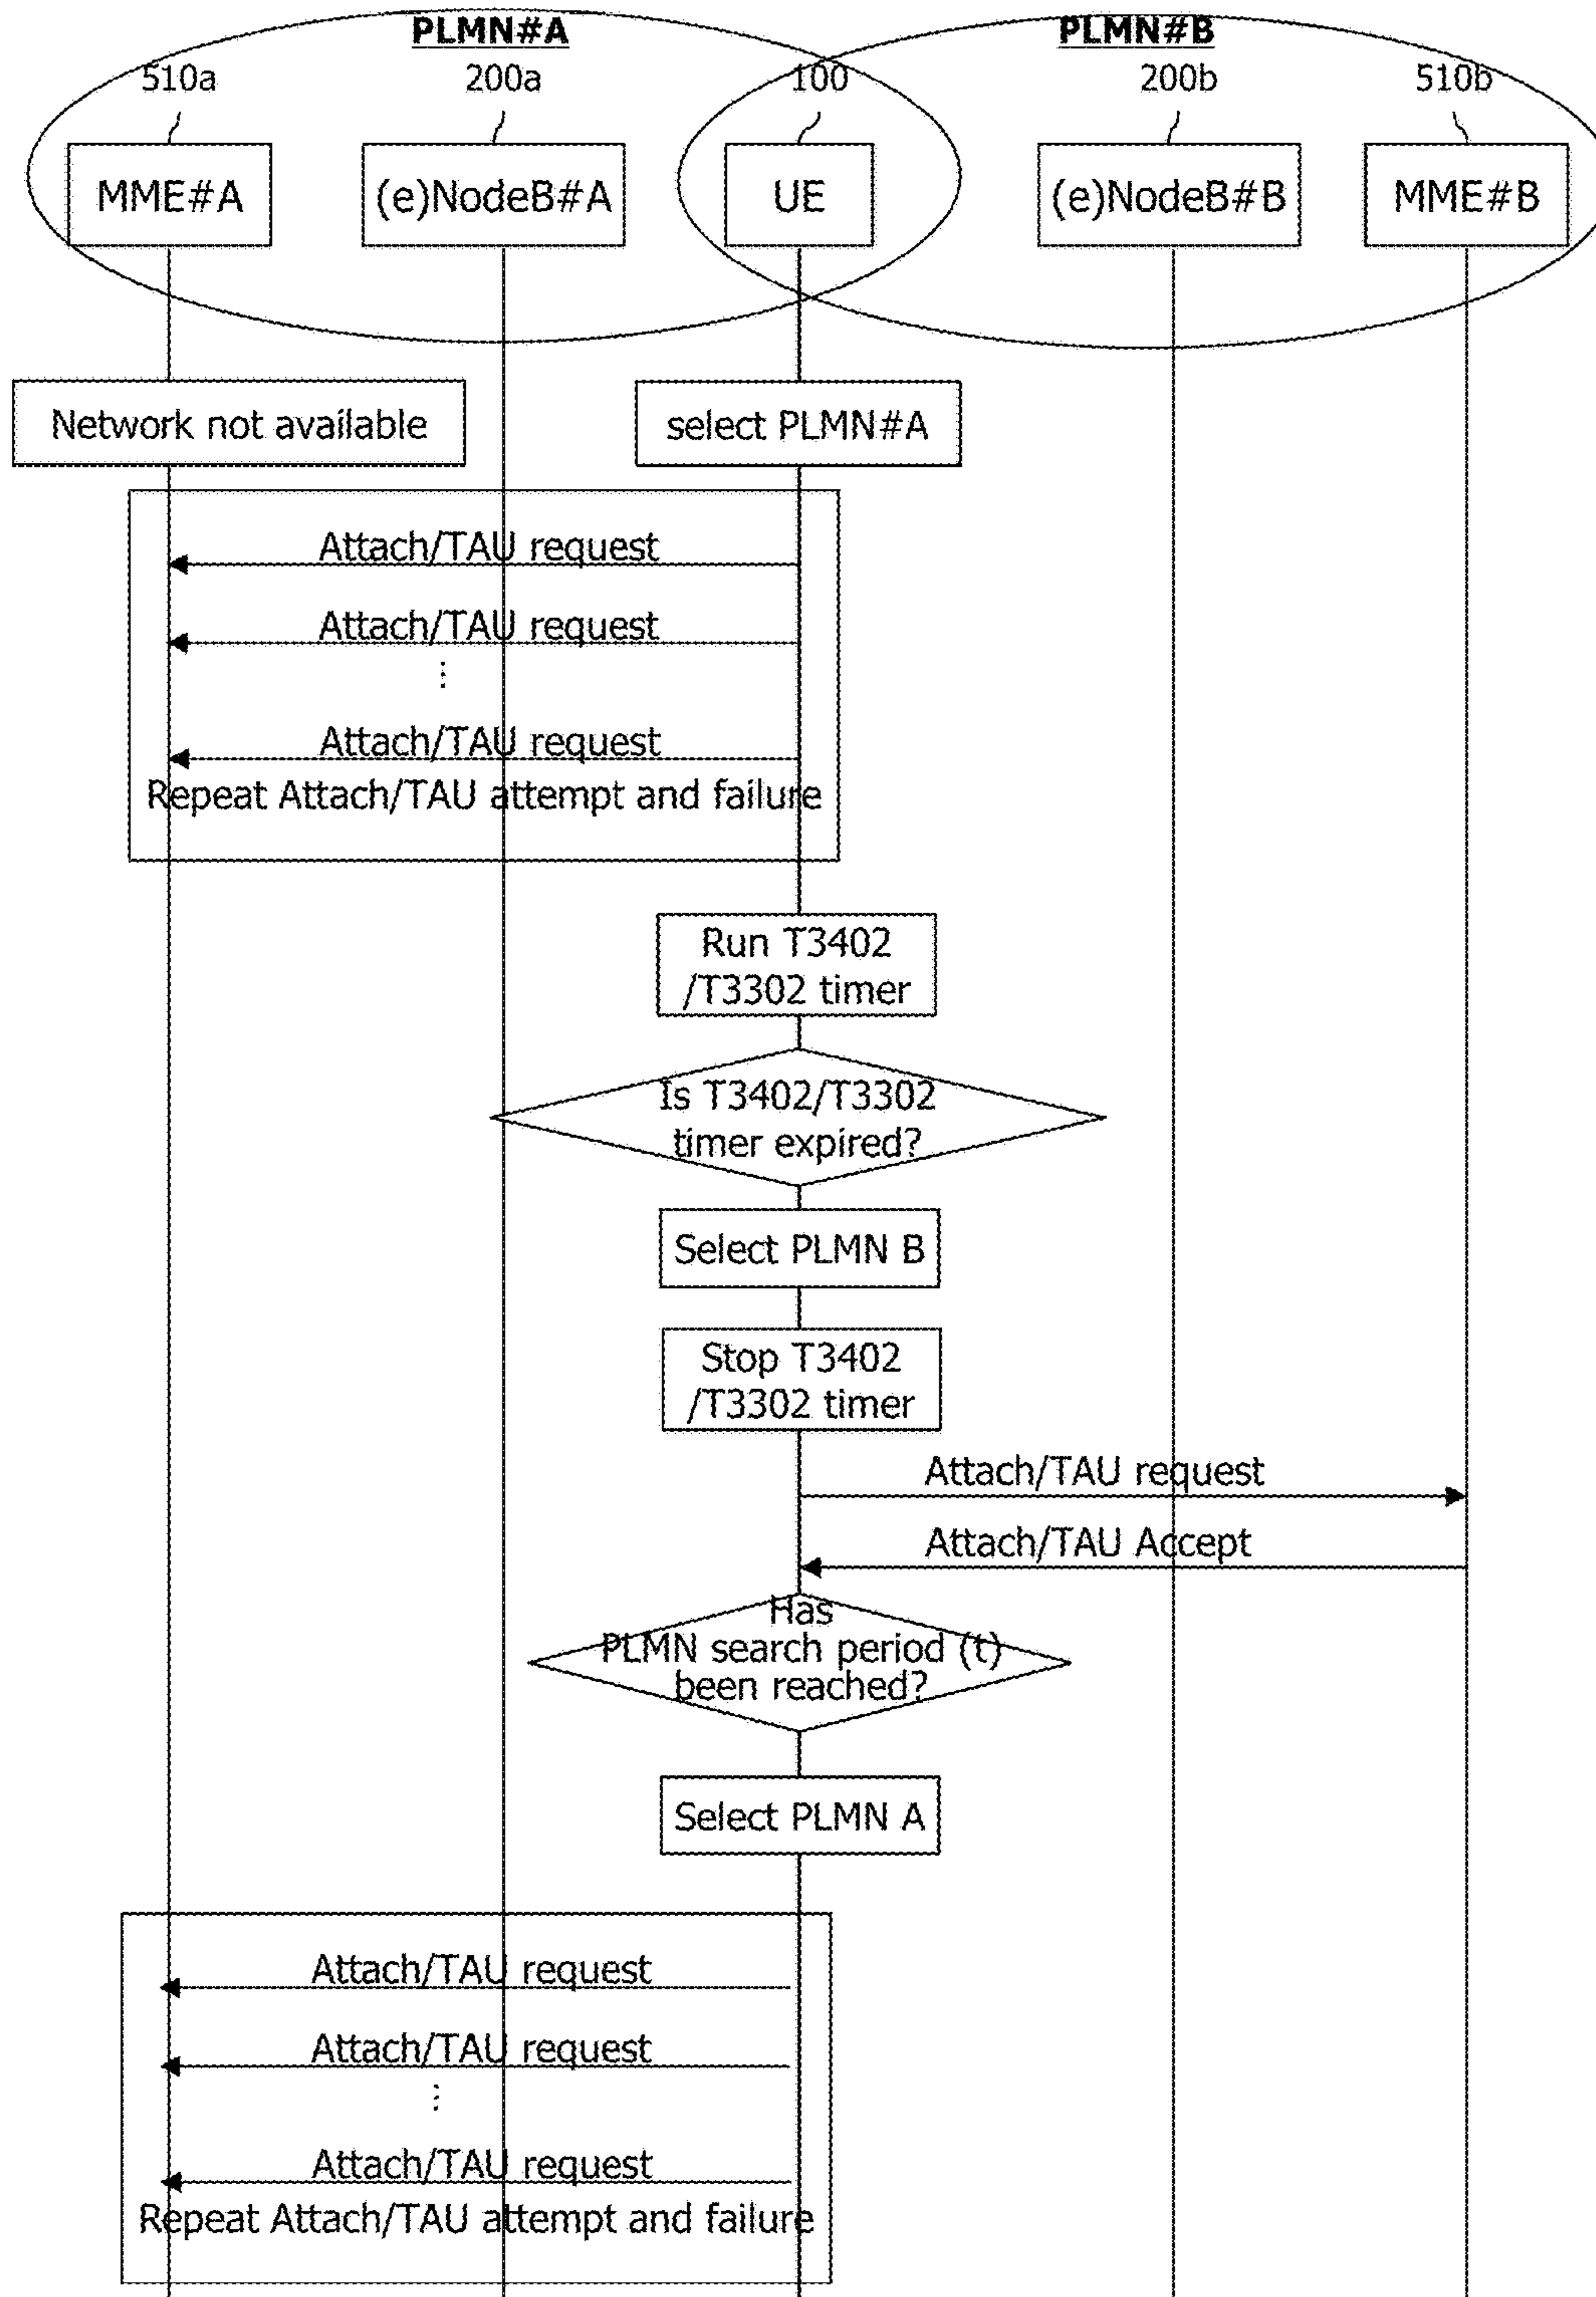 PLMN#A
PLMN#B
510a
200a
100
200b
510b
MME#A
(e)NodeB#A
UE
(e)NodeB#B
MME#B
Network not available
select PLMN#A
Attach/TAU request
Attach/TAU request
⋮
Attach/TAU request
Repeat Attach/TAU attempt and failure
Run T3402
/T3302 timer
Is T3402/T3302
timer expired?
Select PLMN B
Stop T3402
/T3302 timer
Attach/TAU request
Attach/TAU Accept
Has
PLMN search period (t)
been reached?
Select PLMN A
Attach/TAU request
Attach/TAU request
⋮
Attach/TAU request
Repeat Attach/TAU attempt and failure